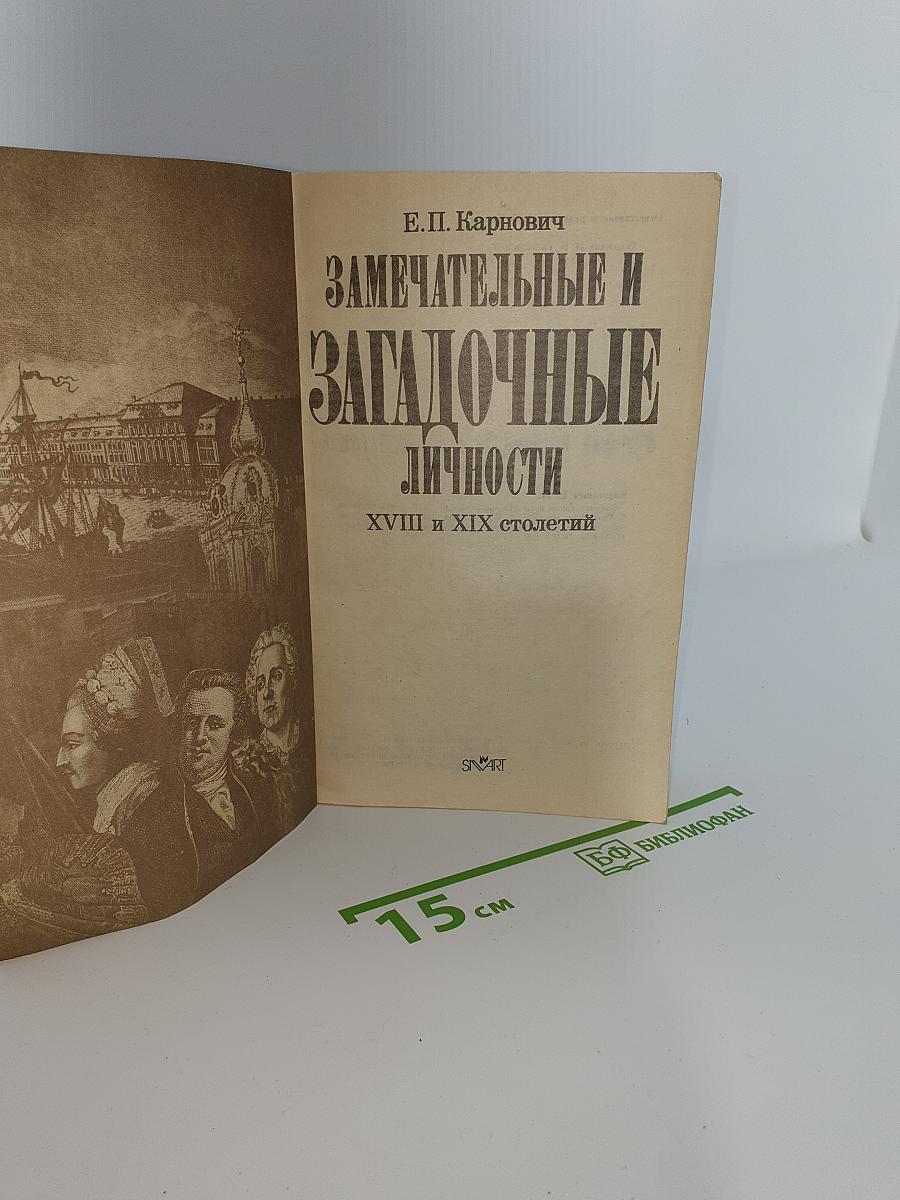 Е.П. Карнович
ЗАМЕЧАТЕЛЬНЫЕ И
ЗАГАДОЧНЫЕ
ЛИЧНОСТИ
XVIII и XIX столетий
SMART
15 см
БФ БИБЛИОФАН